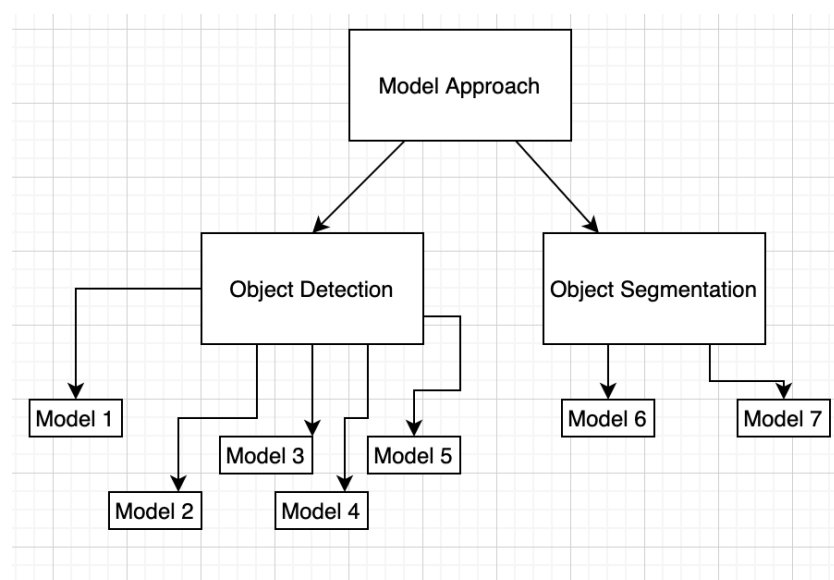 Model Approach
Object Detection
Object Segmentation
Model 1
Model 6
Model 7
Model 3
Model 5
Model 2
Model 4